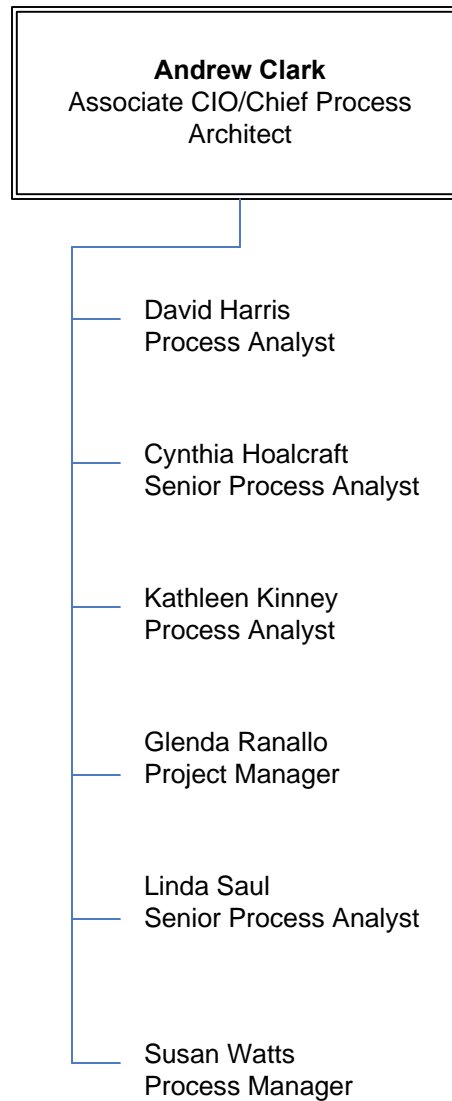 Andrew Clark
Associate CIO/Chief Process
Architect
David Harris
Process Analyst
Cynthia Hoalcraft
Senior Process Analyst
Kathleen Kinney
Process Analyst
Glenda Ranallo
Project Manager
Linda Saul
Senior Process Analyst
Susan Watts
Process Manager